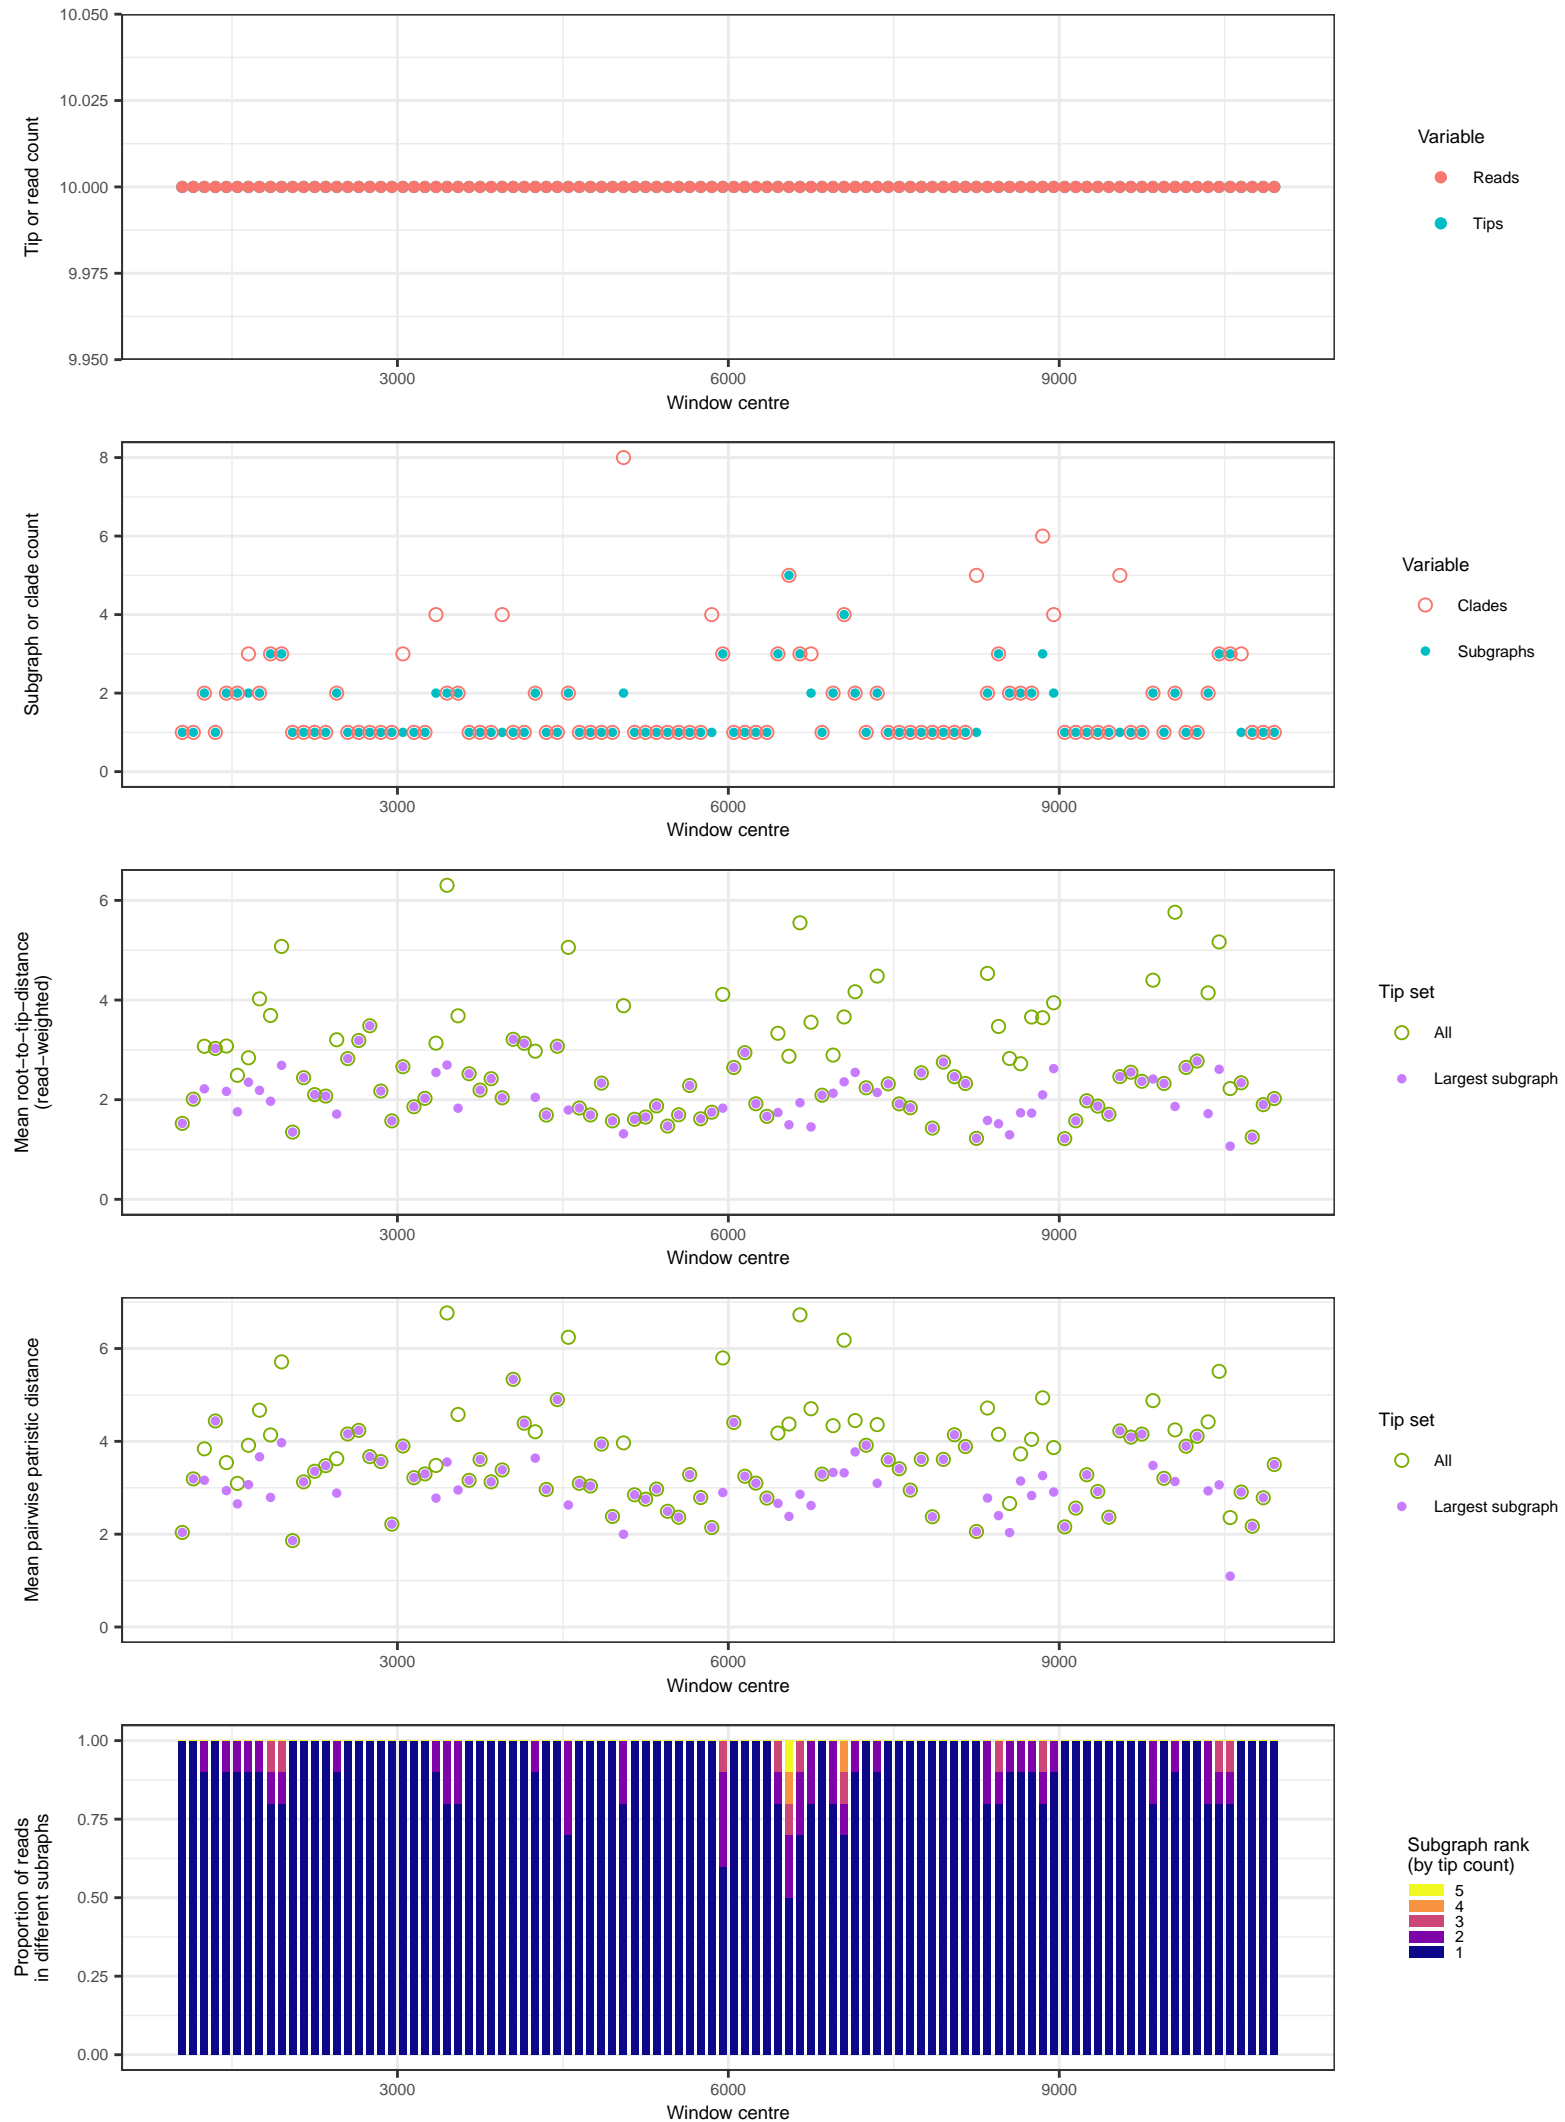 10.050
10.025
10.000
9.975
9.950
Tip or read count
3000
6000
9000
Window centre
Variable
Reads
Tips
8
6
4
2
0
Subgraph or clade count
3000
6000
9000
Window centre
Variable
Clades
Subgraphs
6
4
2
0
Mean root−to−tip−distance
(read−weighted)
3000
6000
9000
Window centre
Tip set
All
Largest subgraph
6
4
2
0
Mean pairwise patristic distance
3000
6000
9000
Window centre
Tip set
All
Largest subgraph
1.00
0.75
0.50
0.25
0.00
Proportion of reads
in different subraphs
3000
6000
9000
Window centre
Subgraph rank
(by tip count)
5
4
3
2
1